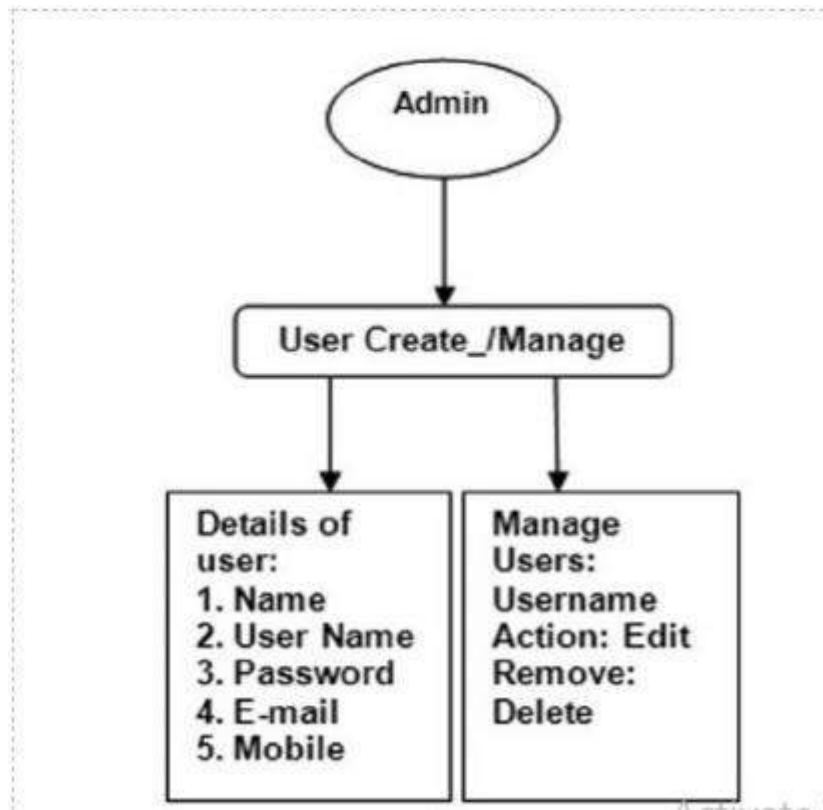 Admin
User Create_/Manage
Details of
user:
1. Name
2. User Name
3. Password
4. E-mail
5. Mobile
Manage
Users:
Username
Action: Edit
Remove:
Delete